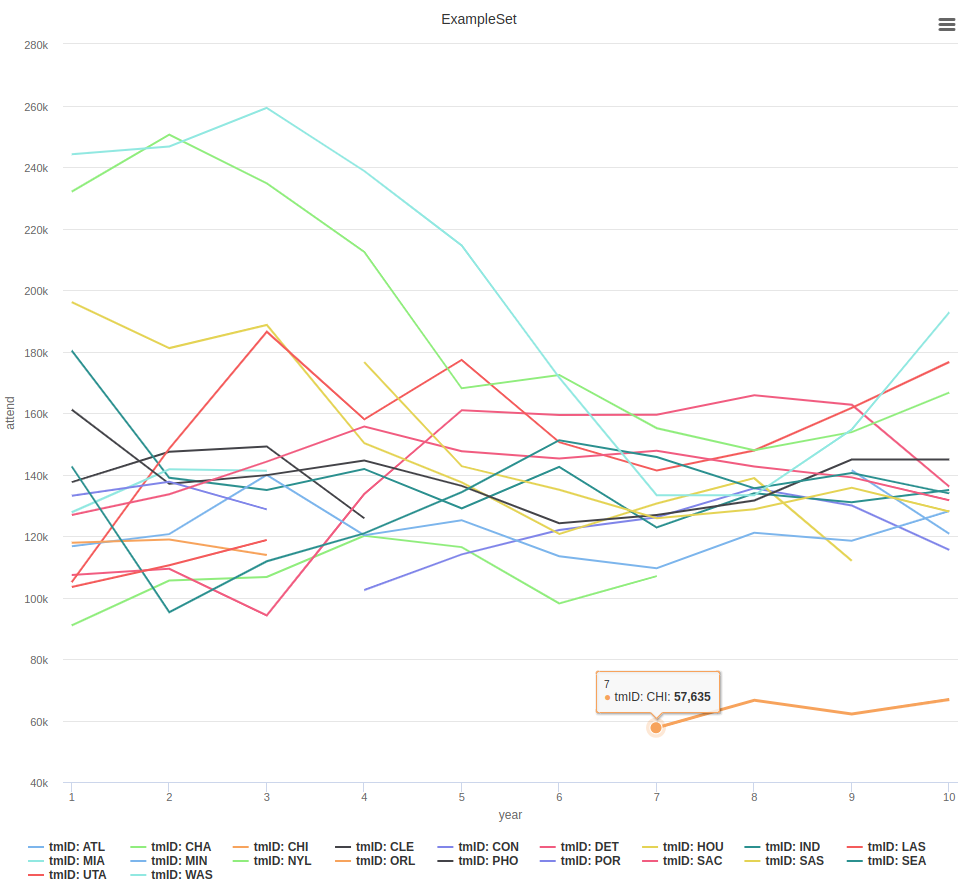 ExampleSet
280k
260k
240k
220k
200k
180k
160k
140k
120k
100k
80k
60k
40k
attend
7
tmID: CHI: 57,635
1 2 3 4 5 6 7 8 9 10
year
tmID: ATL tmID: CHA tmID: CHI tmID: CLE tmID: CON tmID: DET tmID: HOU tmID: IND tmID: LAS
tmID: MIA tmID: MIN tmID: NYL tmID: ORL tmID: PHO tmID: POR tmID: SAC tmID: SAS tmID: SEA
tmID: UTA tmID: WAS